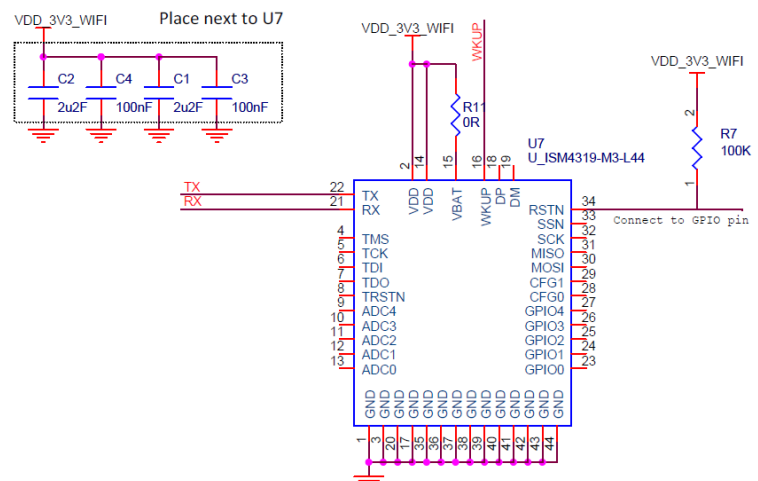 VDD_3V3_WIFI
Place next to U7
C2
2u2F
C4
100nF
C1
2u2F
C3
100nF
VDD_3V3_WIFI
WKUP
R11
0R
VDD_3V3_WIFI
2
R7
100K
1
U7
U_ISM4319-M3-L44
2
14
15
16
18
19
VDD
VDD
VBAT
WKUP
DP
DM
TX
22
TX
RX
21
RX
4
TMS
5
TCK
6
TDI
7
TDO
8
TRSTN
9
ADC4
10
ADC3
11
ADC2
12
ADC1
13
ADC0
RSTN
34
Connect to GPIO pin
SSN
33
SCK
32
MISO
31
MOSI
30
CFG1
29
CFG0
28
GPIO4
27
GPIO3
26
GPIO2
25
GPIO1
24
GPIO0
23
GND
GND
GND
GND
GND
GND
GND
GND
GND
GND
GND
GND
GND
GND
1
3
20
17
35
36
37
38
39
40
41
42
43
44